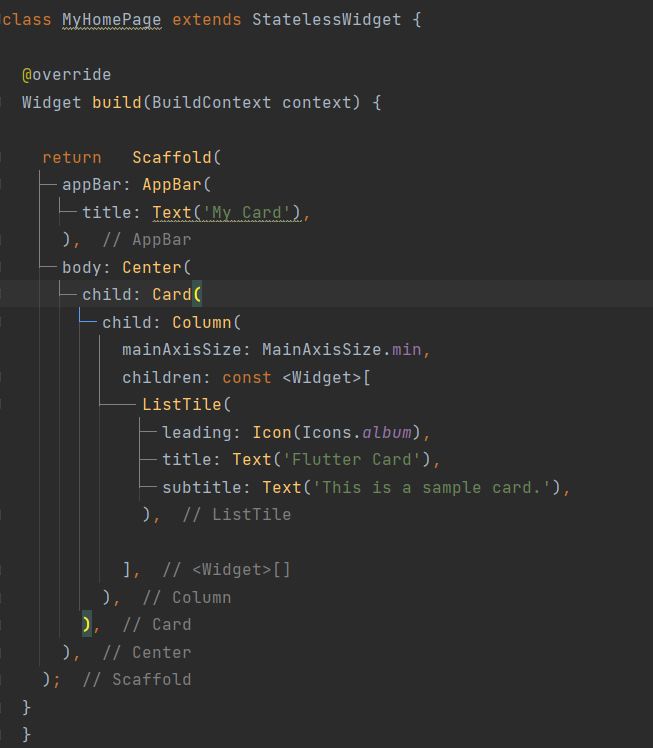 class MyHomePage extends StatelessWidget {
@override
Widget build(BuildContext context) {
return   Scaffold(
appBar: AppBar(
title: Text('My Card'),
),  // AppBar
body: Center(
child: Card(
child: Column(
mainAxisSize: MainAxisSize.min,
children: const <Widget>[
ListTile(
leading: Icon(Icons.album),
title: Text('Flutter Card'),
subtitle: Text('This is a sample card.'),
),  // ListTile
],  // <Widget>[]
),  // Column
),  // Card
),  // Center
);  // Scaffold
}
}